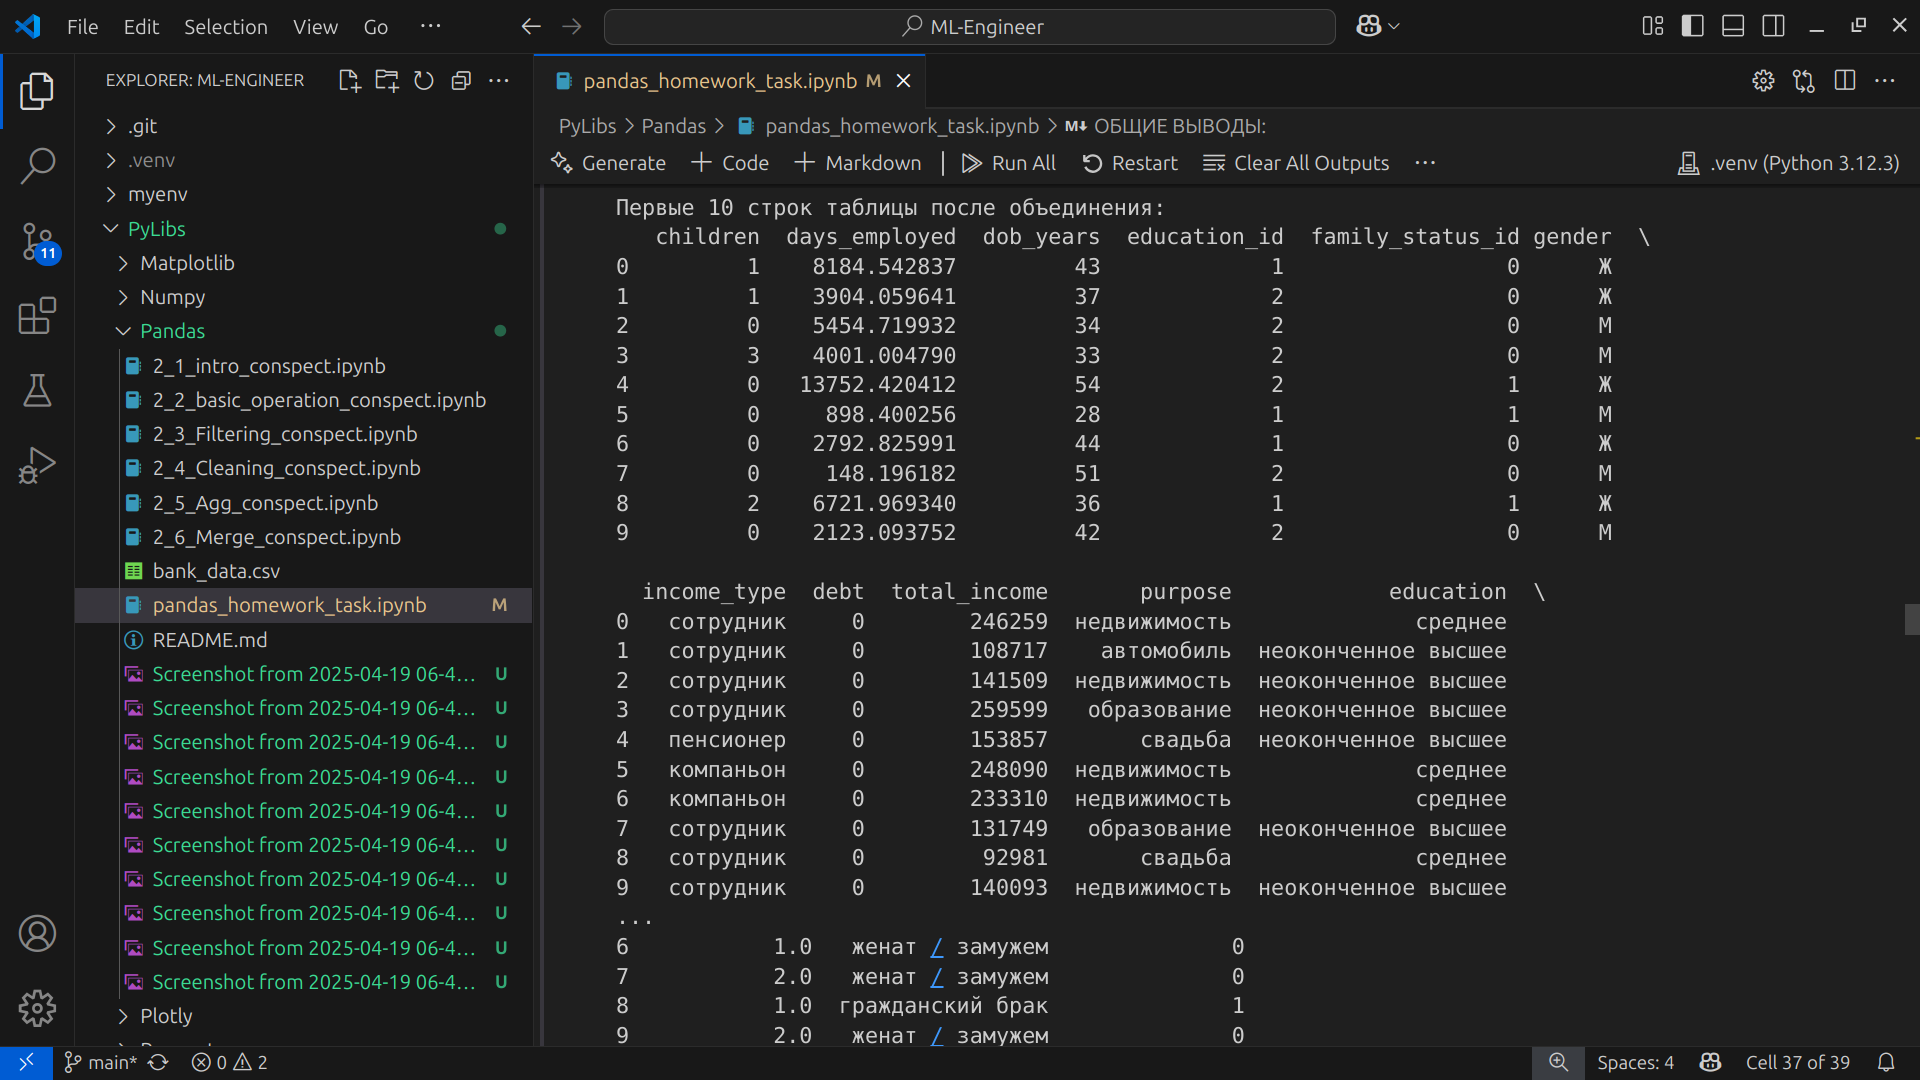 File Edit Selection View Go ···
ML-Engineer
EXPLORER: ML-ENGINEER
.git
.venv
myenv
PyLibs
Matplotlib
Numpy
Pandas
2_1_intro_conspect.ipynb
2_2_basic_operation_conspect.ipynb
2_3_Filtering_conspect.ipynb
2_4_Cleaning_conspect.ipynb
2_5_Agg_conspect.ipynb
2_6_Merge_conspect.ipynb
bank_data.csv
pandas_homework_task.ipynb M
README.md
Screenshot from 2025-04-19 06-4... U
Screenshot from 2025-04-19 06-4... U
Screenshot from 2025-04-19 06-4... U
Screenshot from 2025-04-19 06-4... U
Screenshot from 2025-04-19 06-4... U
Screenshot from 2025-04-19 06-4... U
Screenshot from 2025-04-19 06-4... U
Screenshot from 2025-04-19 06-4... U
Screenshot from 2025-04-19 06-4... U
Screenshot from 2025-04-19 06-4... U
Plotly
11
pandas_homework_task.ipynb M
PyLibs > Pandas > pandas_homework_task.ipynb > M↓ ОБЩИЕ ВЫВОДЫ:
Generate + Code + Markdown | Run All Restart Clear All Outputs ··· .venv (Python 3.12.3)
Первые 10 строк таблицы после объединения:
children days_employed dob_years education_id family_status_id gender \
0 1 8184.542837 43 1 0 Ж
1 1 3904.059641 37 2 0 Ж
2 0 5454.719932 34 2 0 М
3 3 4001.004790 33 2 0 М
4 0 13752.420412 54 2 1 Ж
5 0 898.400256 28 1 1 М
6 0 2792.825991 44 1 0 Ж
7 0 148.196182 51 2 0 М
8 2 6721.969340 36 1 1 Ж
9 0 2123.093752 42 2 0 М
income_type debt total_income purpose education \
0 сотрудник 0 246259 недвижимость среднее
1 сотрудник 0 108717 автомобиль неоконченное высшее
2 сотрудник 0 141509 недвижимость неоконченное высшее
3 сотрудник 0 259599 образование неоконченное высшее
4 пенсионер 0 153857 свадьба неоконченное высшее
5 компаньон 0 248090 недвижимость среднее
6 компаньон 0 233310 недвижимость среднее
7 сотрудник 0 131749 образование неоконченное высшее
8 сотрудник 0 92981 свадьба среднее
9 сотрудник 0 140093 недвижимость неоконченное высшее
...
6 1.0 женат / замужем 0
7 2.0 женат / замужем 0
8 1.0 гражданский брак 1
9 2.0 женат / замужем 0
main* 0 2 Spaces: 4 Cell 37 of 39